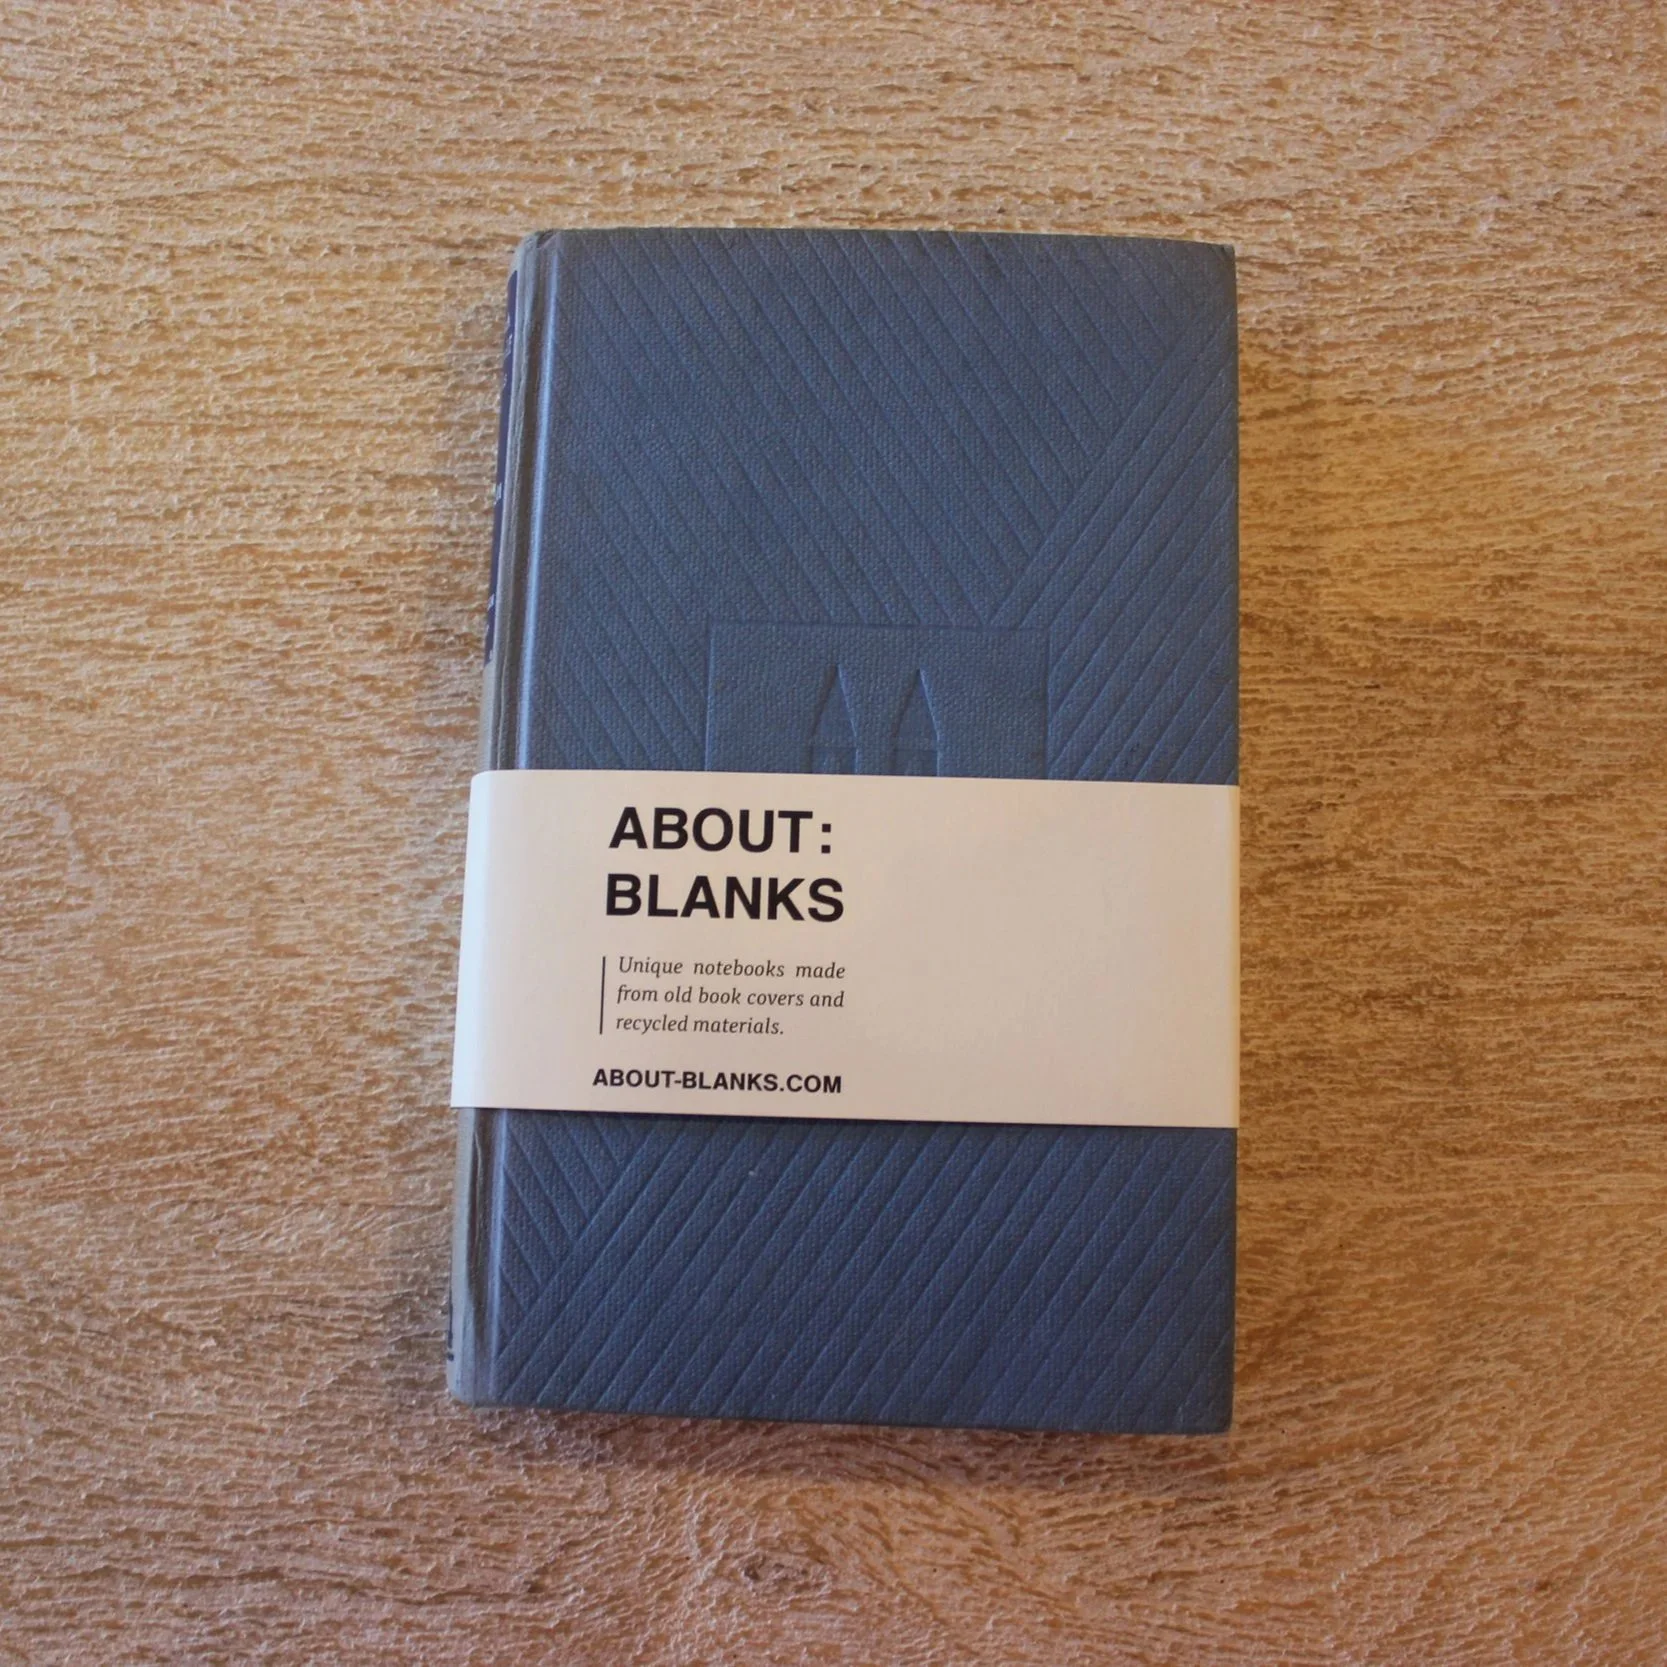 ABOUT:
BLANKS
Unique notebooks made
from old book covers and
recycled materials.
ABOUT-BLANKS.COM